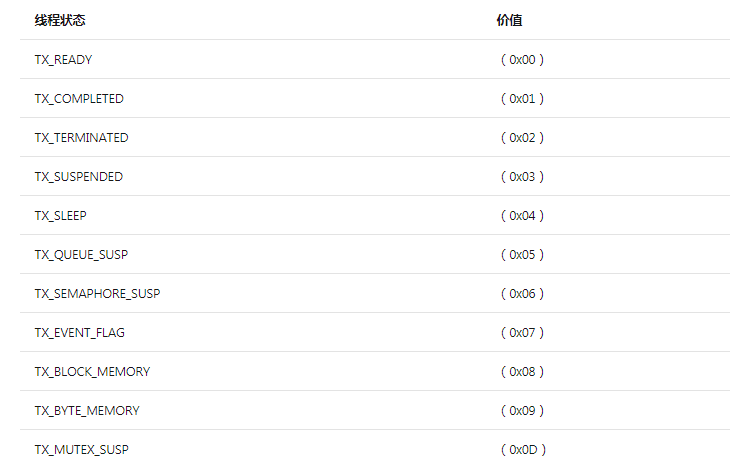 线程状态 价值
TX_READY （0x00）
TX_COMPLETED （0x01）
TX_TERMINATED （0x02）
TX_SUSPENDED （0x03）
TX_SLEEP （0x04）
TX_QUEUE_SUSP （0x05）
TX_SEMAPHORE_SUSP （0x06）
TX_EVENT_FLAG （0x07）
TX_BLOCK_MEMORY （0x08）
TX_BYTE_MEMORY （0x09）
TX_MUTEX_SUSP （0x0D）